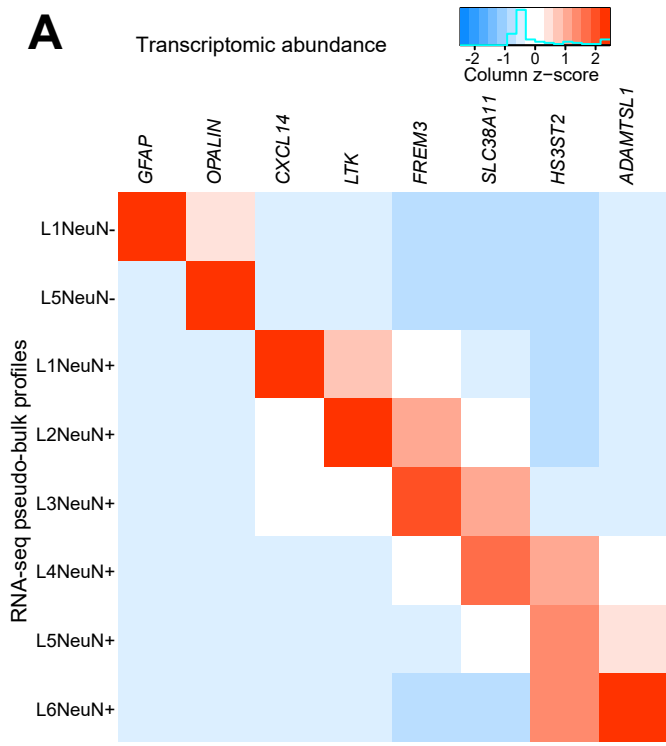 A
Transcriptomic abundance
-2 -1 0 1 2
Column z−score
GFAP
OPALIN
CXCL14
LTK
FREM3
SLC38A11
HS3ST2
ADAMTSL1
RNA-seq pseudo-bulk profiles
L1NeuN-
L5NeuN-
L1NeuN+
L2NeuN+
L3NeuN+
L4NeuN+
L5NeuN+
L6NeuN+